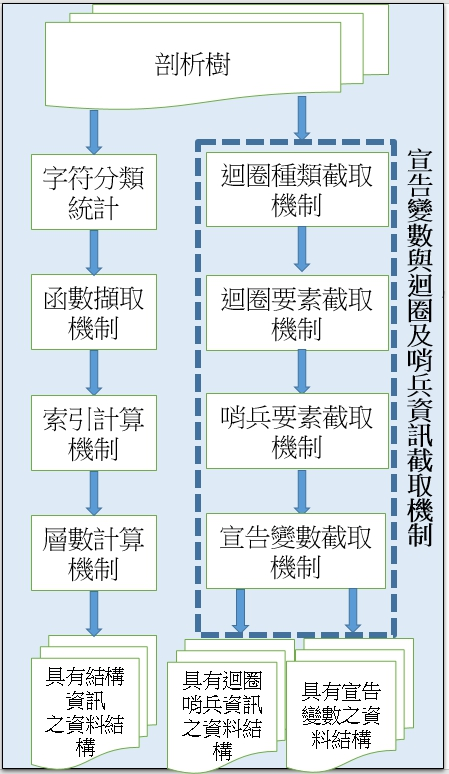 剖析樹
字符分類
統計
函數擷取
機制
索引計算
機制
層數計算
機制
具有結構
資訊
之資料結
構
迴圈種類截取
機制
迴圈要素截取
機制
哨兵要素截取
機制
宣告變數截取
機制
具有迴圈
哨兵資訊
之資料結
構
具有宣告
變數之資
料結構
宣告變數與迴圈及哨兵資訊截取機制